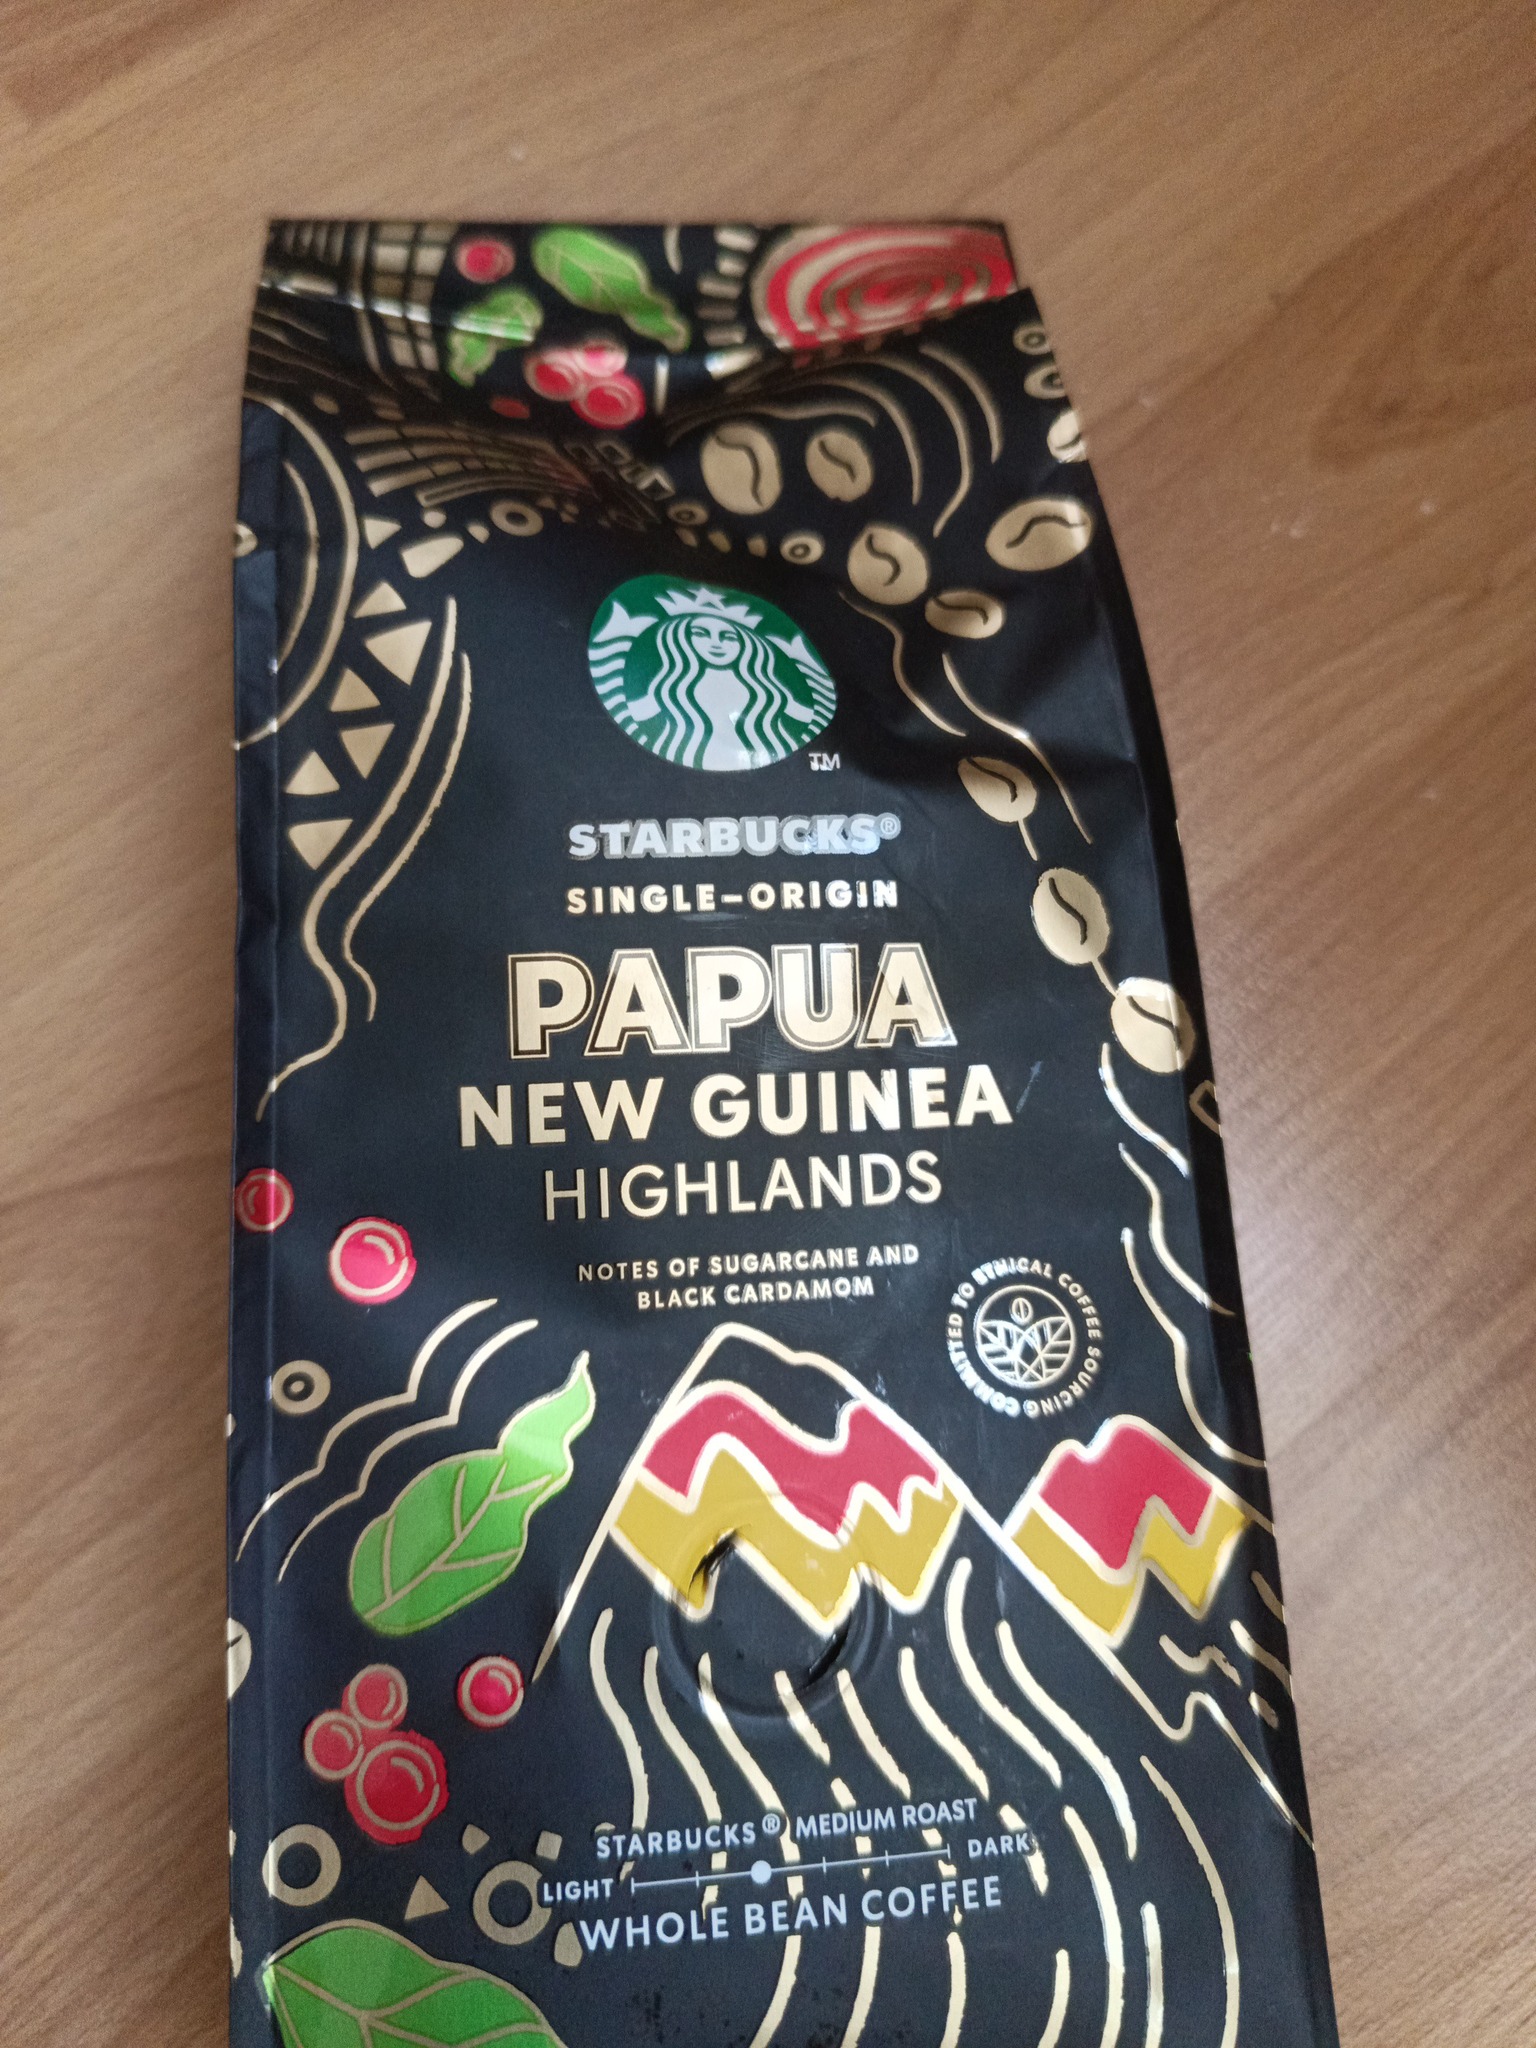 TM
STARBUCKS®
SINGLE-ORIGIN
PAPUA
NEW GUINEA
HIGHLANDS
NOTES OF SUGARCANE AND
BLACK CARDAMOM
COMMITTED TO ETHICAL COFFEE SOURCING
STARBUCKS® MEDIUM ROAST
LIGHT DARK
WHOLE BEAN COFFEE